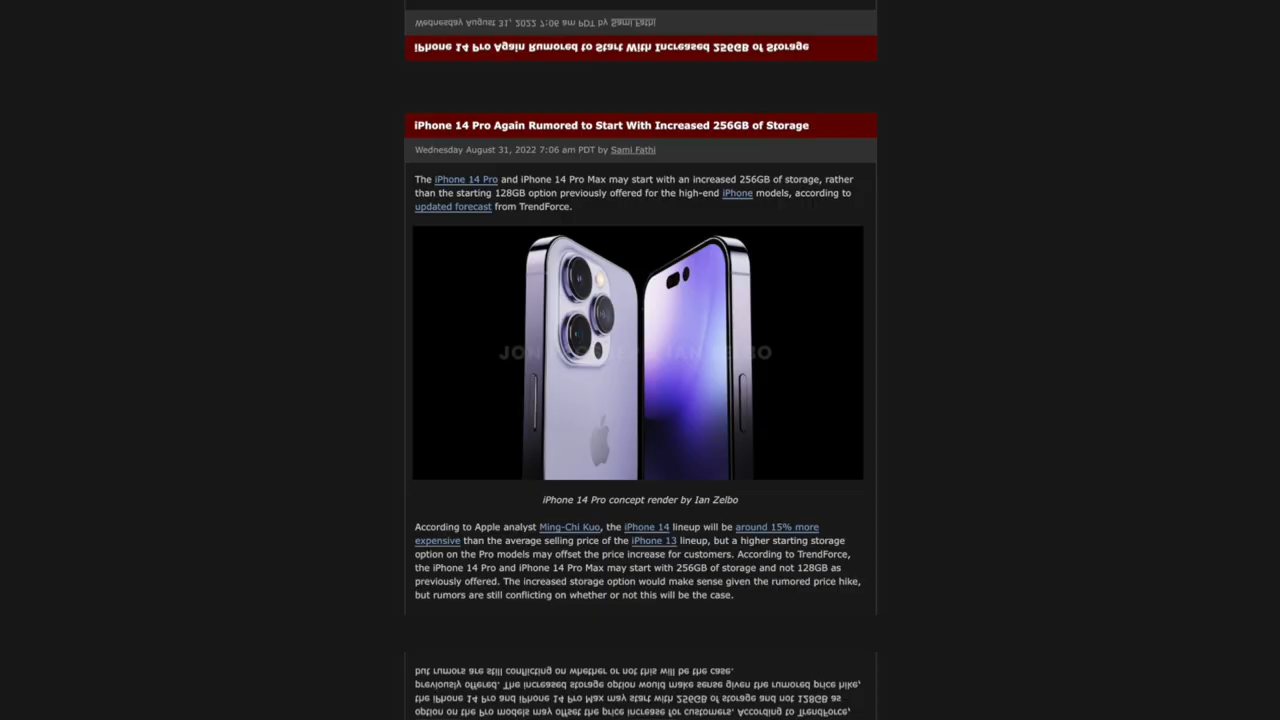 Wednesday August 31, 2022 7:06 am PDT by Sami Fathi
iPhone 14 Pro Again Rumored to Start With Increased 256GB of Storage
iPhone 14 Pro Again Rumored to Start With Increased 256GB of Storage
Wednesday August 31, 2022 7:06 am PDT by Sami Fathi
The iPhone 14 Pro and iPhone 14 Pro Max may start with an increased 256GB of storage, rather
than the starting 128GB option previously offered for the high-end iPhone models, according to
updated forecast from TrendForce.
iPhone 14 Pro concept render by Ian Zelbo
According to Apple analyst Ming-Chi Kuo, the iPhone 14 lineup will be around 15% more
expensive than the average selling price of the iPhone 13 lineup, but a higher starting storage
option on the Pro models may offset the price increase for customers. According to TrendForce,
the iPhone 14 Pro and iPhone 14 Pro Max may start with 256GB of storage and not 128GB as
previously offered. The increased storage option would make sense given the rumored price hike,
but rumors are still conflicting on whether or not this will be the case.
but rumors are still conflicting on whether or not this will be the case.
previously offered. The increased storage option would make sense given the rumored price hike,
the iPhone 14 Pro and iPhone 14 Pro Max may start with 256GB of storage and not 128GB as
option on the Pro models may offset the price increase for customers. According to TrendForce,